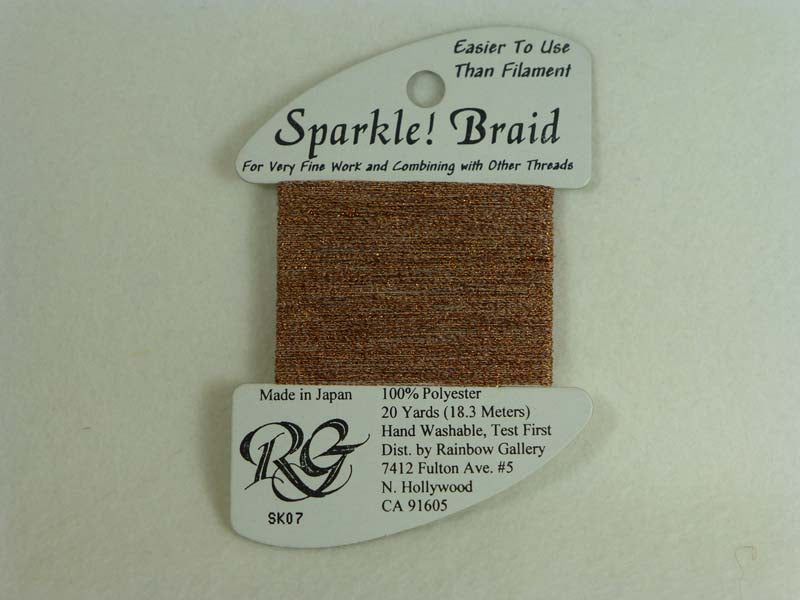 Easier To Use
Than Filament
Sparkle! Braid
For Very Fine Work and Combining with Other Threads
Made in Japan
RG
SK07
100% Polyester
20 Yards (18.3 Meters)
Hand Washable, Test First
Dist. by Rainbow Gallery
7412 Fulton Ave. #5
N. Hollywood
CA 91605